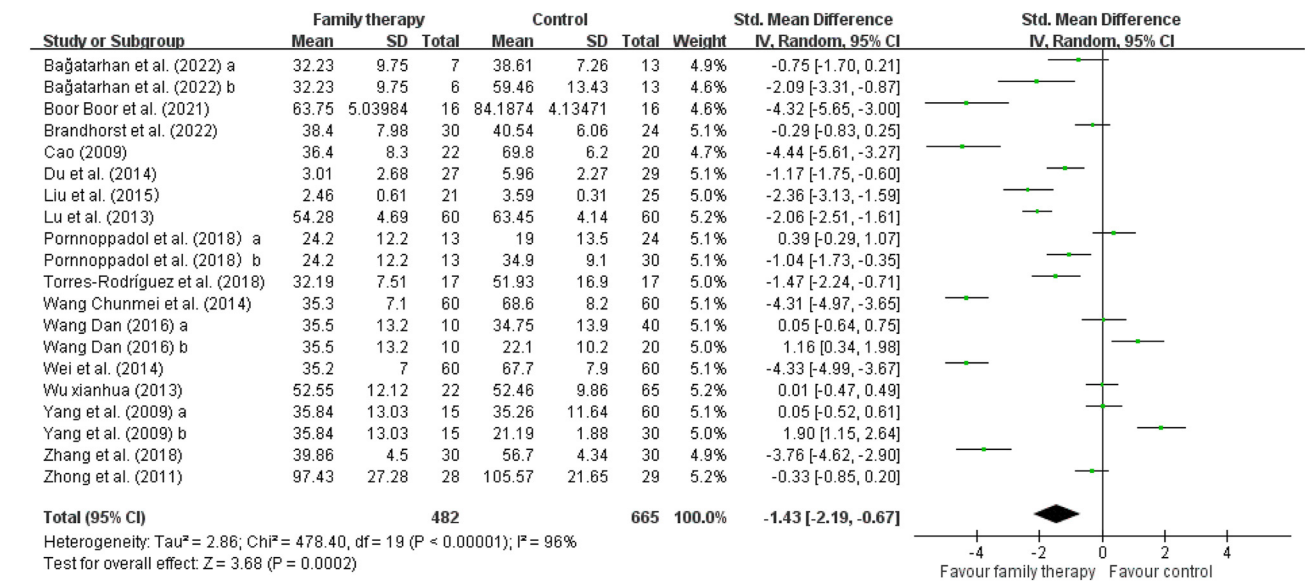 Family therapy Control Std. Mean Difference Std. Mean Difference
Study or Subgroup Mean SD Total Mean SD Total Weight IV, Random, 95% CI IV, Random, 95% CI
Bağatarhan et al. (2022) a 32.23 9.75 7 38.61 7.26 13 4.9% -0.75 [-1.70, 0.21]
Bağatarhan et al. (2022) b 32.23 9.75 6 59.46 13.43 13 4.6% -2.09 [-3.31, -0.87]
Boor Boor et al. (2021) 63.75 5.03984 16 84.1874 4.13471 16 4.6% -4.32 [-5.65, -3.00]
Brandhorst et al. (2022) 38.4 7.98 30 40.54 6.06 24 5.1% -0.29 [-0.83, 0.25]
Cao (2009) 36.4 8.3 22 69.8 6.2 20 4.7% -4.44 [-5.61, -3.27]
Du et al. (2014) 3.01 2.68 27 5.96 2.27 29 5.1% -1.17 [-1.75, -0.60]
Liu et al. (2015) 2.46 0.61 21 3.59 0.31 25 5.0% -2.36 [-3.13, -1.59]
Lu et al. (2013) 54.28 4.69 60 63.45 4.14 60 5.2% -2.06 [-2.51, -1.61]
Pornnoppadol et al. (2018) a 24.2 12.2 13 19 13.5 24 5.1% 0.39 [-0.29, 1.07]
Pornnoppadol et al. (2018) b 24.2 12.2 13 34.9 9.1 30 5.1% -1.04 [-1.73, -0.35]
Torres-Rodríguez et al. (2018) 32.19 7.51 17 51.93 16.9 17 5.0% -1.47 [-2.24, -0.71]
Wang Chunmei et al. (2014) 35.3 7.1 60 68.6 8.2 60 5.1% -4.31 [-4.97, -3.65]
Wang Dan (2016) a 35.5 13.2 10 34.75 13.9 40 5.1% 0.05 [-0.64, 0.75]
Wang Dan (2016) b 35.5 13.2 10 22.1 10.2 20 5.0% 1.16 [0.34, 1.98]
Wei et al. (2014) 35.2 7 60 67.7 7.9 60 5.1% -4.33 [-4.99, -3.67]
Wu xianhua (2013) 52.55 12.12 22 52.46 9.86 65 5.2% 0.01 [-0.47, 0.49]
Yang et al. (2009) a 35.84 13.03 15 35.26 11.64 60 5.1% 0.05 [-0.52, 0.61]
Yang et al. (2009) b 35.84 13.03 15 21.19 1.88 30 5.0% 1.90 [1.15, 2.64]
Zhang et al. (2018) 39.86 4.5 30 56.7 4.34 30 4.9% -3.76 [-4.62, -2.90]
Zhong et al. (2011) 97.43 27.28 28 105.57 21.65 29 5.2% -0.33 [-0.85, 0.20]
Total (95% CI) 482 665 100.0% -1.43 [-2.19, -0.67]
Heterogeneity: Tau² = 2.86; Chi² = 478.40, df = 19 (P < 0.00001); I² = 96%
Test for overall effect: Z = 3.68 (P = 0.0002)
-4 -2 0 2 4
Favour family therapy Favour control